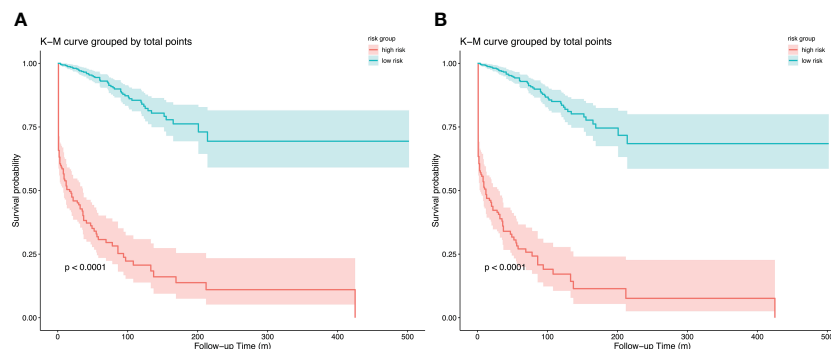 A
K−M curve grouped by total points
risk group
high risk
low risk
Survival probability
1.00
0.75
0.50
0.25
0.00
p < 0.0001
0 100 200 300 400 500
Follow−up Time (m)
B
K−M curve grouped by total points
risk group
high risk
low risk
Survival probability
1.00
0.75
0.50
0.25
0.00
p < 0.0001
0 100 200 300 400 500
Follow−up Time (m)